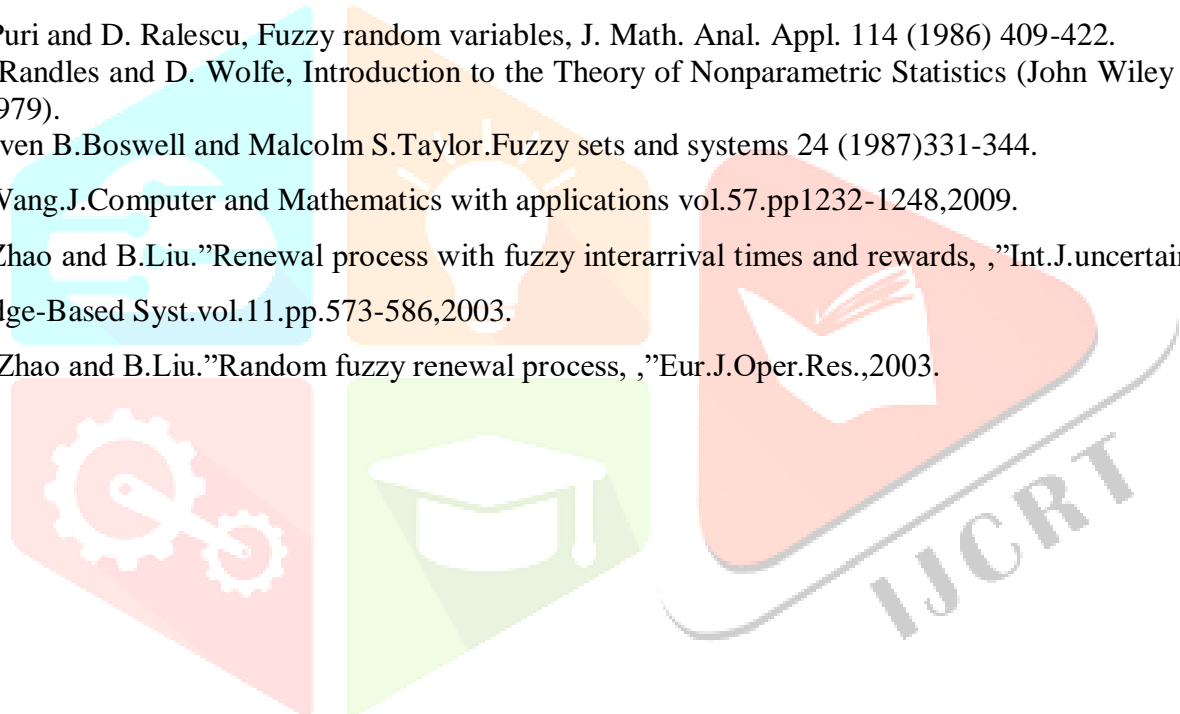 Puri and D. Ralescu, Fuzzy random variables, J. Math. Anal. Appl. 114 (1986) 409-422.
Randles and D. Wolfe, Introduction to the Theory of Nonparametric Statistics (John Wiley
979).
ven B.Boswell and Malcolm S.Taylor.Fuzzy sets and systems 24 (1987)331-344.
Wang.J.Computer and Mathematics with applications vol.57.pp1232-1248,2009.
Zhao and B.Liu.”Renewal process with fuzzy interarrival times and rewards, ,”Int.J.uncertain
dge-Based Syst.vol.11.pp.573-586,2003.
Zhao and B.Liu.”Random fuzzy renewal process, ,”Eur.J.Oper.Res.,2003.
IJCRT